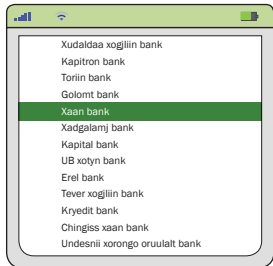 Xudaldaa xogjliin bank
Kapitron bank
Toriin bank
Golomt bank
Xaan bank
Xadgalamj bank
Kapital bank
UB xotyn bank
Erel bank
Tever xogjliin bank
Kryedit bank
Chingiss xaan bank
Undesnii xorongo oruulalt bank